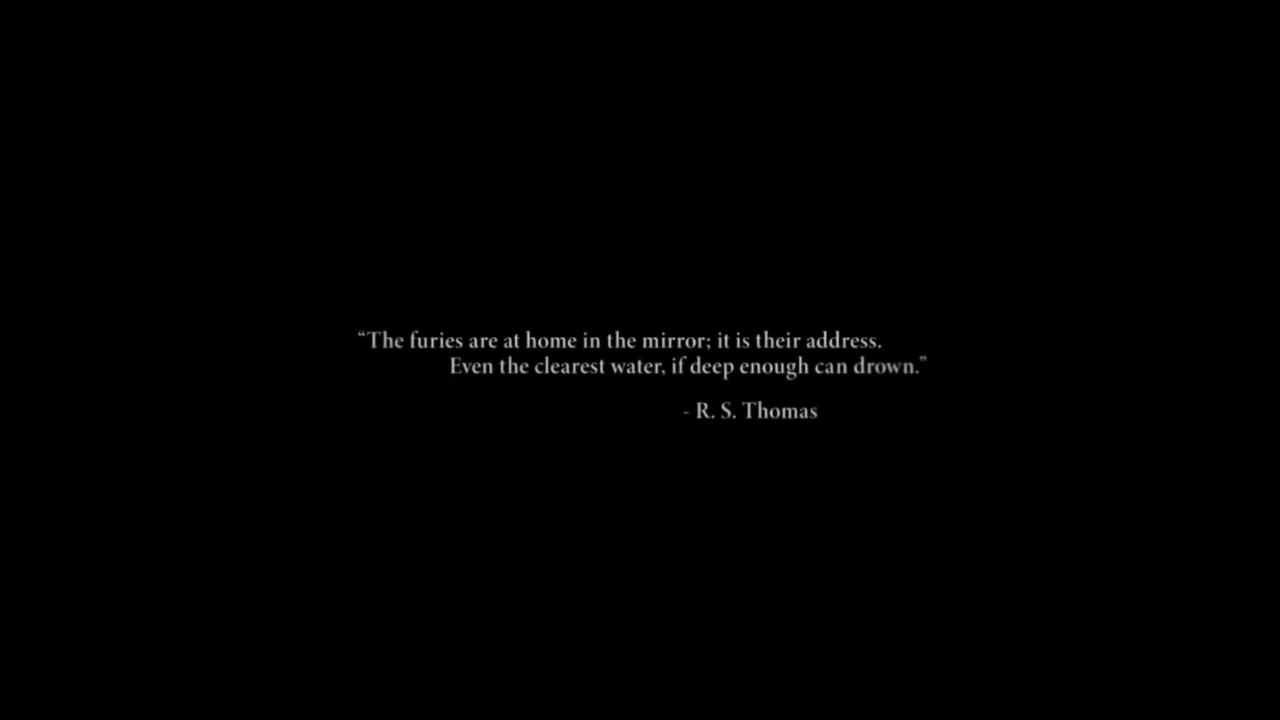 “The furies are at home in the mirror; it is their address.
Even the clearest water, if deep enough can drown.”
- R. S. Thomas